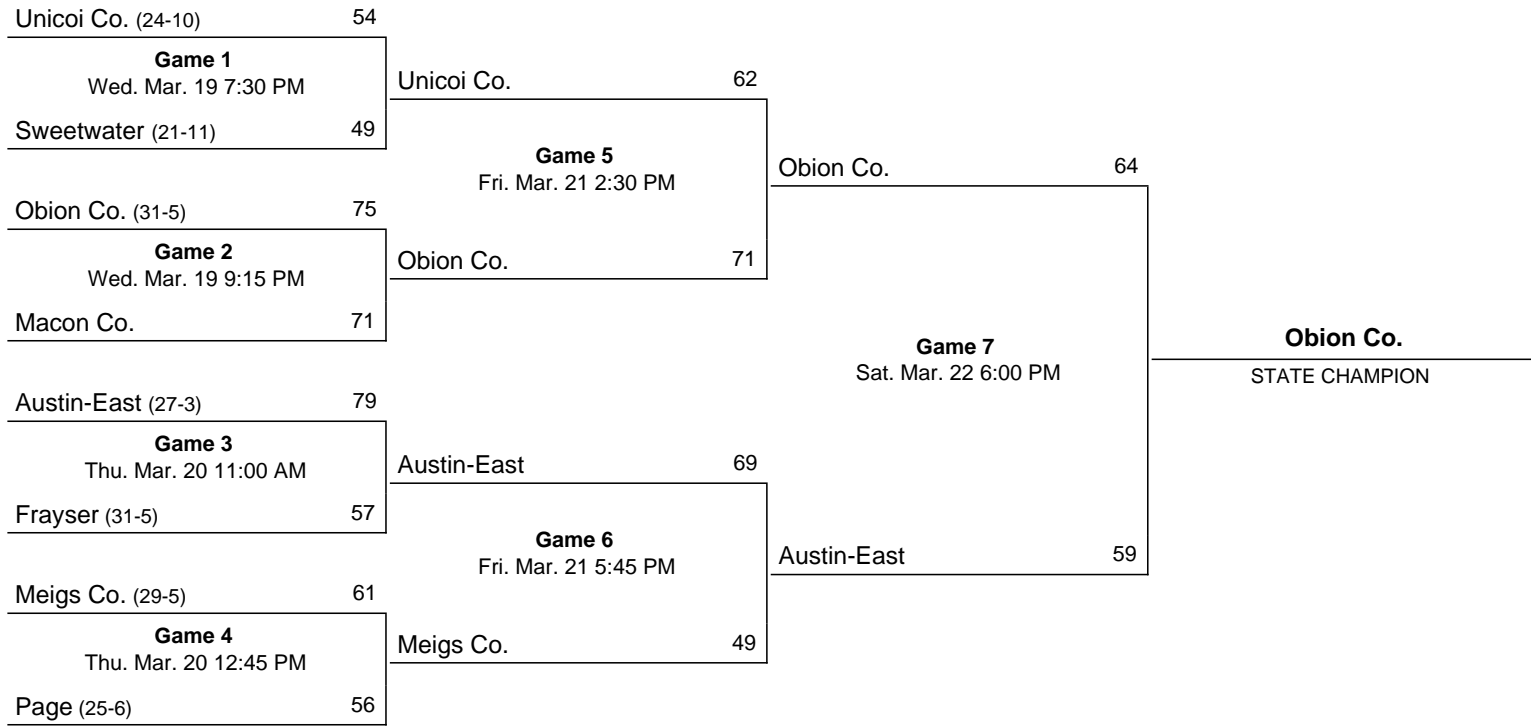 Unicoi Co. (24-10) 54
Game 1
Wed. Mar. 19 7:30 PM
Sweetwater (21-11) 49
Obion Co. (31-5) 75
Game 2
Wed. Mar. 19 9:15 PM
Macon Co. 71
Austin-East (27-3) 79
Game 3
Thu. Mar. 20 11:00 AM
Frayser (31-5) 57
Meigs Co. (29-5) 61
Game 4
Thu. Mar. 20 12:45 PM
Page (25-6) 56
Unicoi Co. 62
Game 5
Fri. Mar. 21 2:30 PM
Obion Co. 71
Austin-East 69
Game 6
Fri. Mar. 21 5:45 PM
Meigs Co. 49
Obion Co. 64
Game 7
Sat. Mar. 22 6:00 PM
Austin-East 59
Obion Co.
STATE CHAMPION